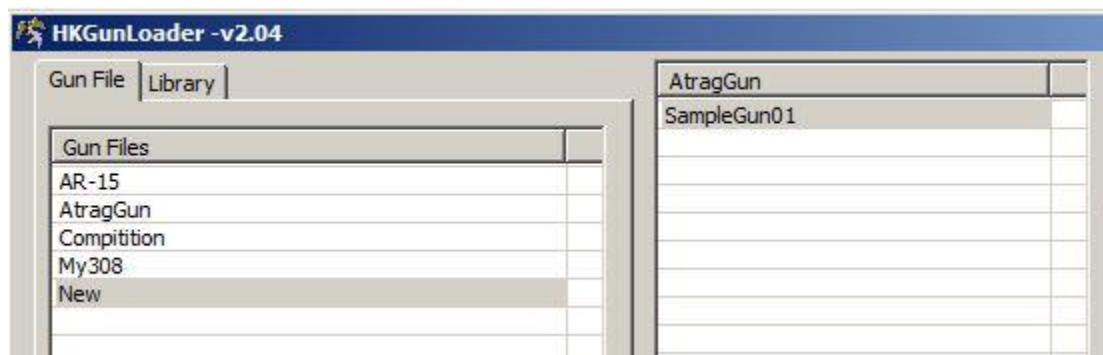 HKGunLoader -v2.04
Gun File
Library
Gun Files
AR-15
AtragGun
Compitition
My308
New
AtragGun
SampleGun01